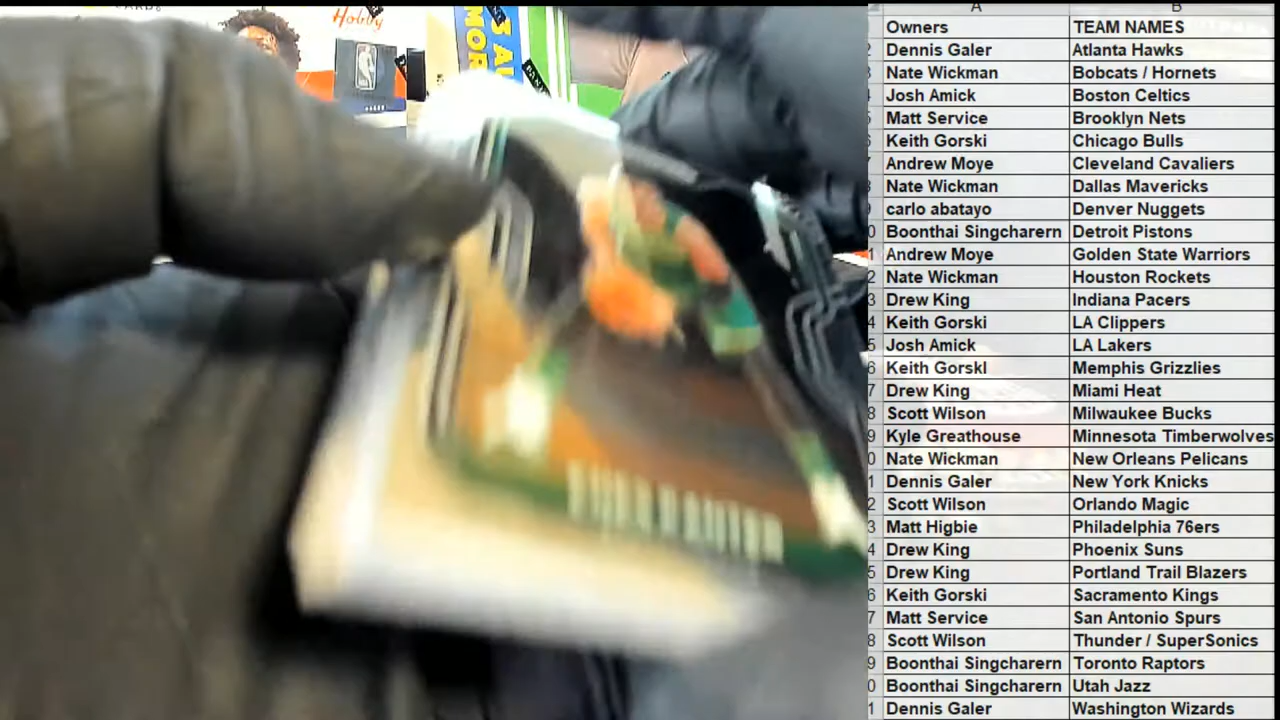 Hobby
A B
Owners TEAM NAMES
Dennis Galer Atlanta Hawks
Nate Wickman Bobcats / Hornets
Josh Amick Boston Celtics
Matt Service Brooklyn Nets
Keith Gorski Chicago Bulls
Andrew Moye Cleveland Cavaliers
Nate Wickman Dallas Mavericks
carlo abatayo Denver Nuggets
Boonthai Singcharern Detroit Pistons
Andrew Moye Golden State Warriors
Nate Wickman Houston Rockets
Drew King Indiana Pacers
Keith Gorski LA Clippers
Josh Amick LA Lakers
Keith Gorski Memphis Grizzlies
Drew King Miami Heat
Scott Wilson Milwaukee Bucks
Kyle Greathouse Minnesota Timberwolves
Nate Wickman New Orleans Pelicans
Dennis Galer New York Knicks
Scott Wilson Orlando Magic
Matt Higbie Philadelphia 76ers
Drew King Phoenix Suns
Drew King Portland Trail Blazers
Keith Gorski Sacramento Kings
Matt Service San Antonio Spurs
Scott Wilson Thunder / SuperSonics
Boonthai Singcharern Toronto Raptors
Boonthai Singcharern Utah Jazz
Dennis Galer Washington Wizards